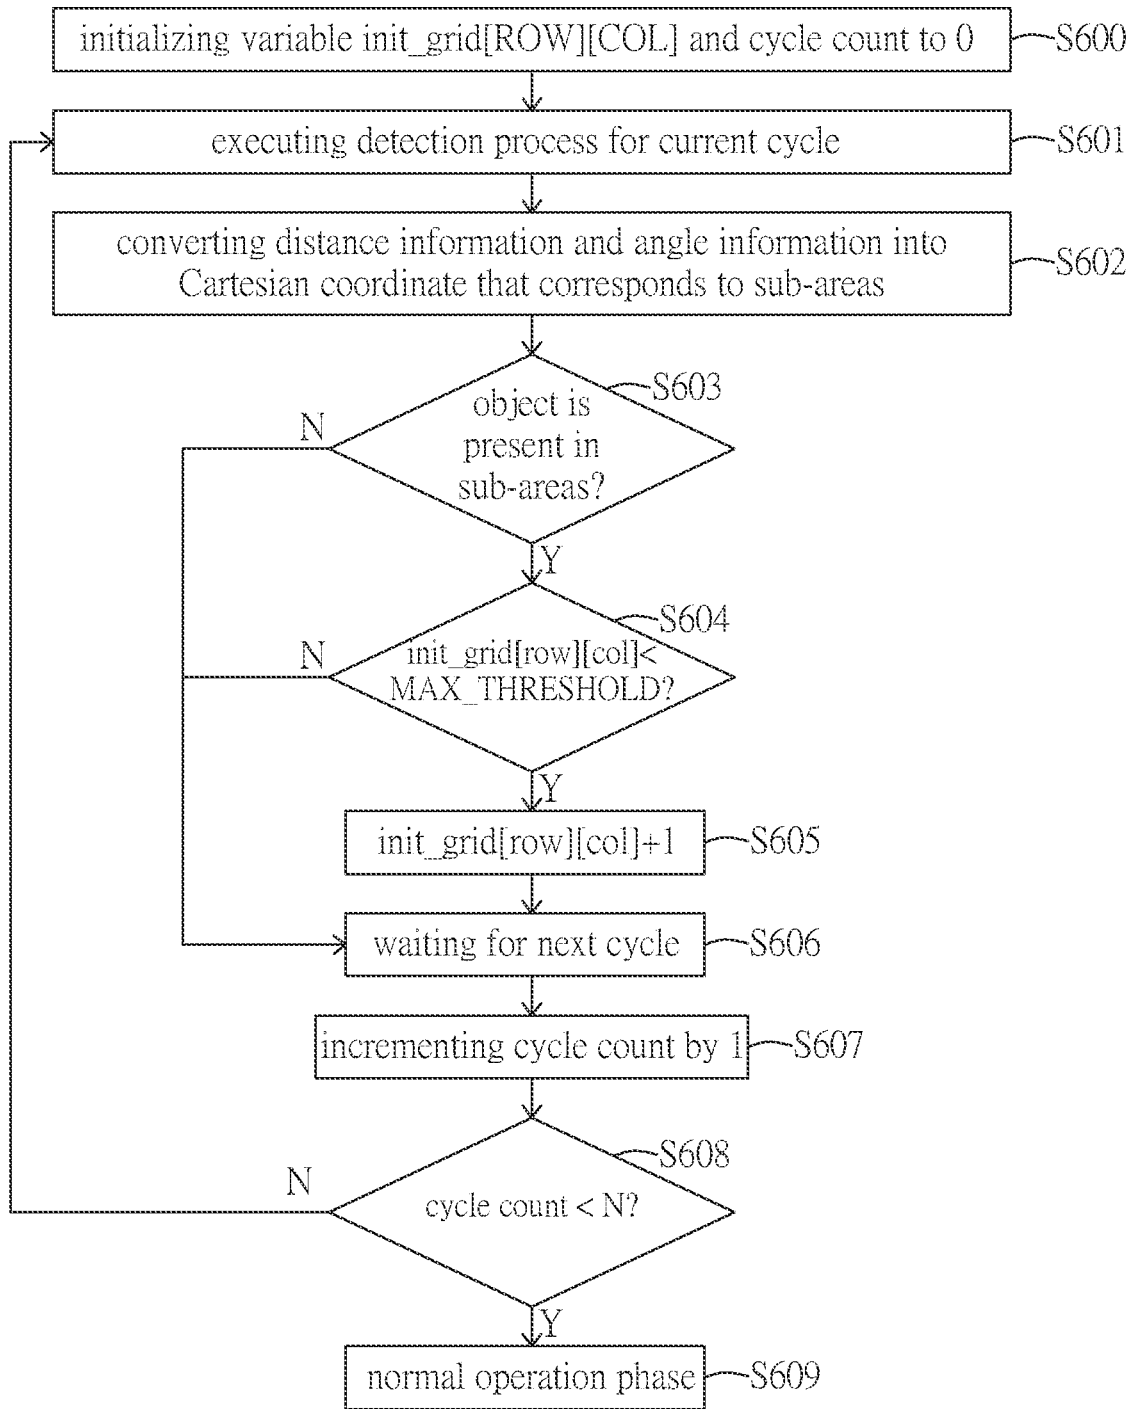 initializing variable init_grid[ROW][COL] and cycle count to 0
S600
executing detection process for current cycle
S601
converting distance information and angle information into
Cartesian coordinate that corresponds to sub-areas
S602
S603
object is
present in
sub-areas?
N
Y
S604
init_grid[row][col]<
MAX_THRESHOLD?
N
Y
init_grid[row][col]+1
S605
waiting for next cycle
S606
incrementing cycle count by 1
S607
S608
cycle count < N?
N
Y
normal operation phase
S609